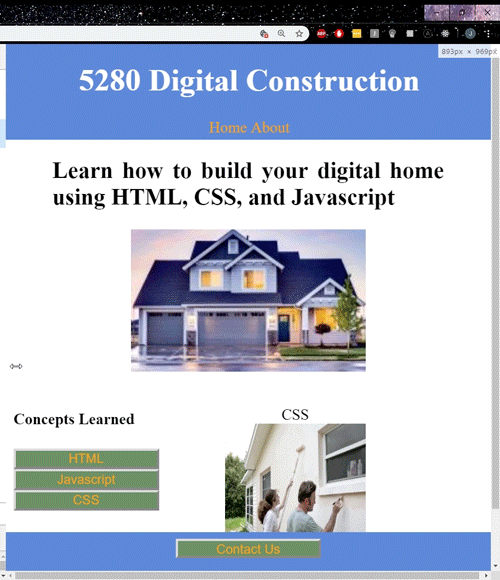 893px × 969px
5280 Digital Construction
Home About
Learn how to build your digital home
using HTML, CSS, and Javascript
Concepts Learned
HTML
Javascript
CSS
CSS
Contact Us